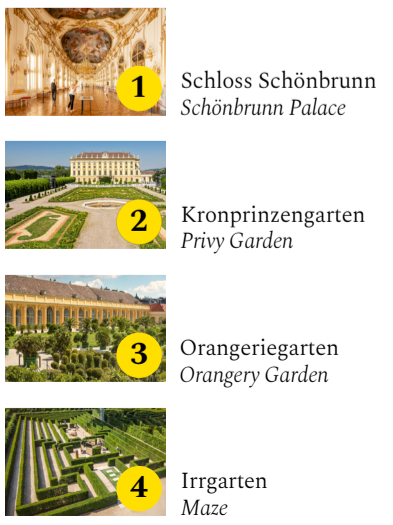 1
Schloss Schönbrunn
Schönbrunn Palace
2
Kronprinzengarten
Privy Garden
3
Orangeriegarten
Orangery Garden
4
Irrgarten
Maze